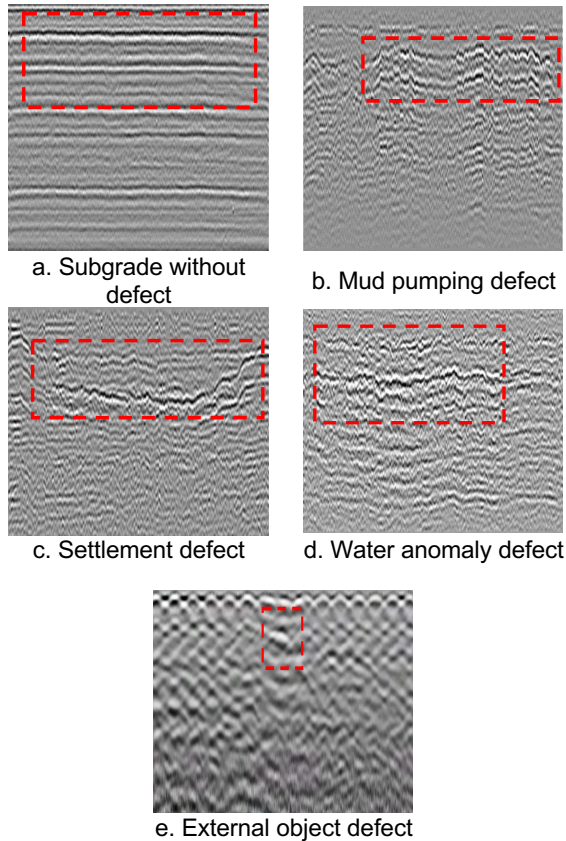 a. Subgrade without
defect
b. Mud pumping defect
c. Settlement defect
d. Water anomaly defect
e. External object defect